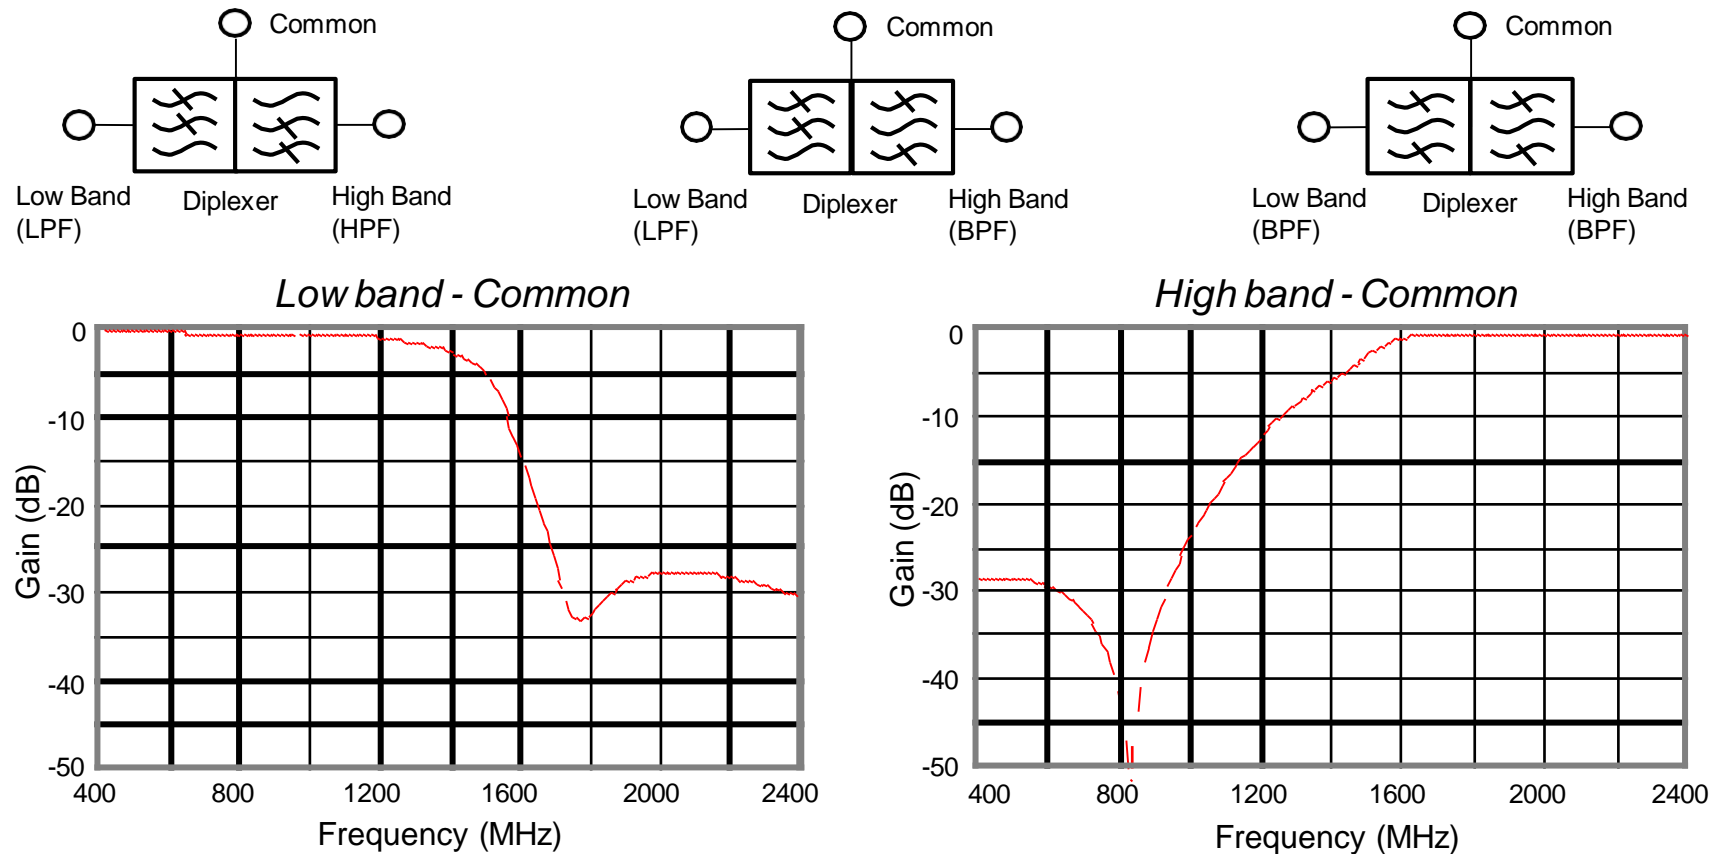 Common
Common
Common
Low Band
(LPF)
Diplexer
High Band
(HPF)
Low Band
(LPF)
Diplexer
High Band
(BPF)
Low Band
(BPF)
Diplexer
High Band
(BPF)
Low band - Common
0
-10
-20
-30
-40
-50
Gain (dB)
400 800 1200 1600 2000 2400
Frequency (MHz)
High band - Common
0
-10
-20
-30
-40
-50
Gain (dB)
400 800 1200 1600 2000 2400
Frequency (MHz)